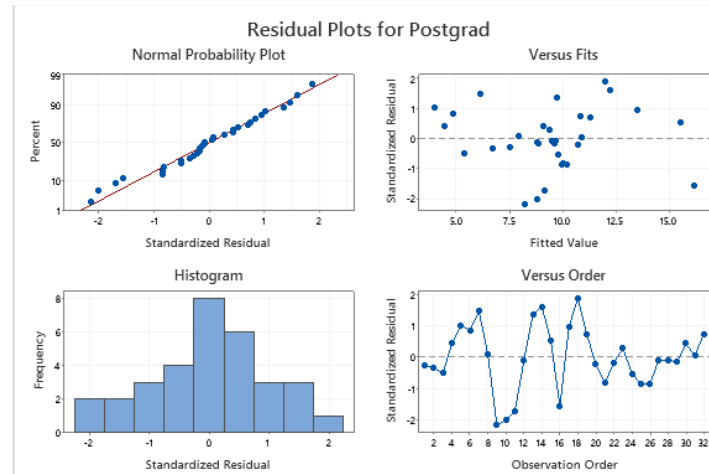 Residual Plots for Postgrad
Normal Probability Plot
Versus Fits
99
90
50
10
1
Percent
-2
-1
0
1
2
Standardized Residual
2
1
0
-1
-2
Standardized Residual
5.0
7.5
10.0
12.5
15.0
Fitted Value
Histogram
Versus Order
8
6
4
2
0
Frequency
-2
-1
0
1
2
Standardized Residual
2
1
0
-1
-2
Standardized Residual
2 4 6 8 10 12 14 16 18 20 22 24 26 28 30 32
Observation Order